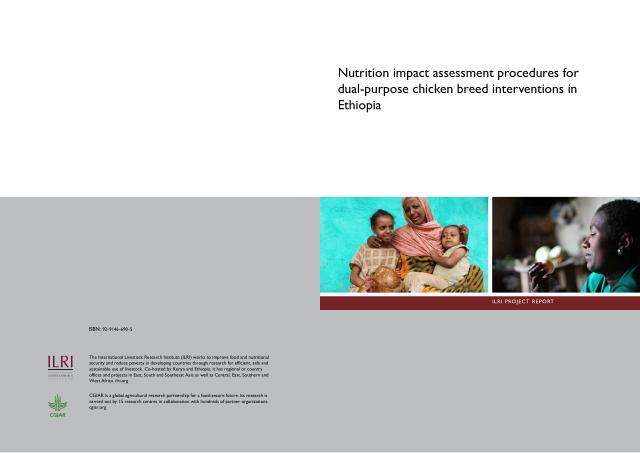 Nutrition impact assessment procedures for
dual-purpose chicken breed interventions in
Ethiopia
ILRI PROJECT REPORT
ISBN: 92-9146-690-5
ILRI
The International Livestock Research Institute (ILRI) works to improve food and nutritional
security and reduce poverty in developing countries through research for efficient, safe and
sustainable use of livestock. Co-hosted by Kenya and Ethiopia, it has regional or country
offices and projects in East, South and Southeast Asia as well as Central, East, Southern and
West Africa. ilri.org
CGIAR
CGIAR is a global agricultural research partnership for a food-secure future. Its research is
carried out by 15 research centres in collaboration with hundreds of partner organizations.
cgiar.org